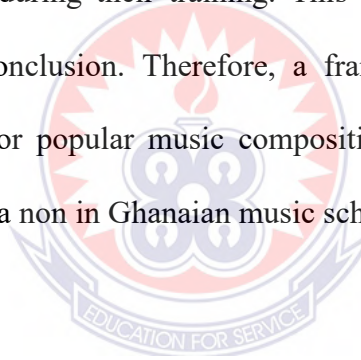 during their training. This
onclusion. Therefore, a fra
or popular music compositi
a non in Ghanaian music sch
EDUCATION FOR SERVICE